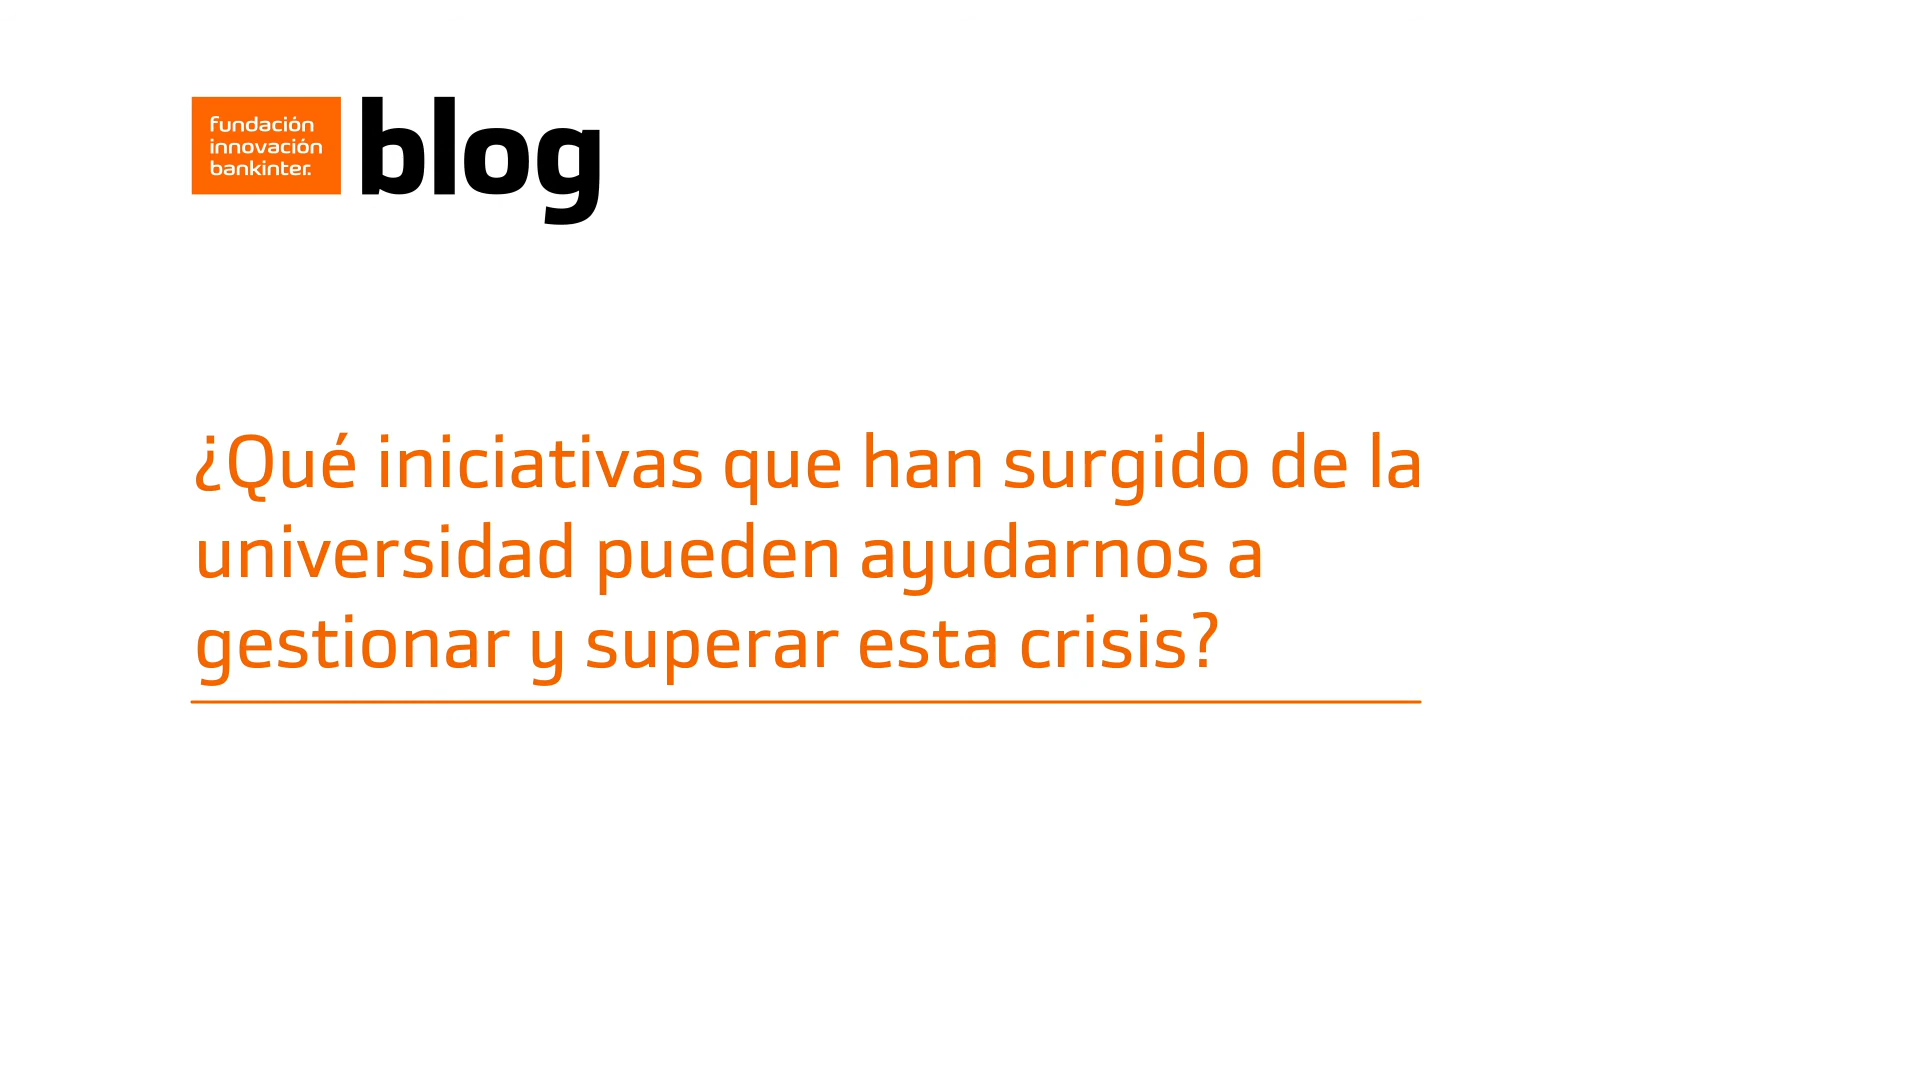 fundación
innovación
bankinter.
blog
¿Qué iniciativas que han surgido de la
universidad pueden ayudarnos a
gestionar y superar esta crisis?